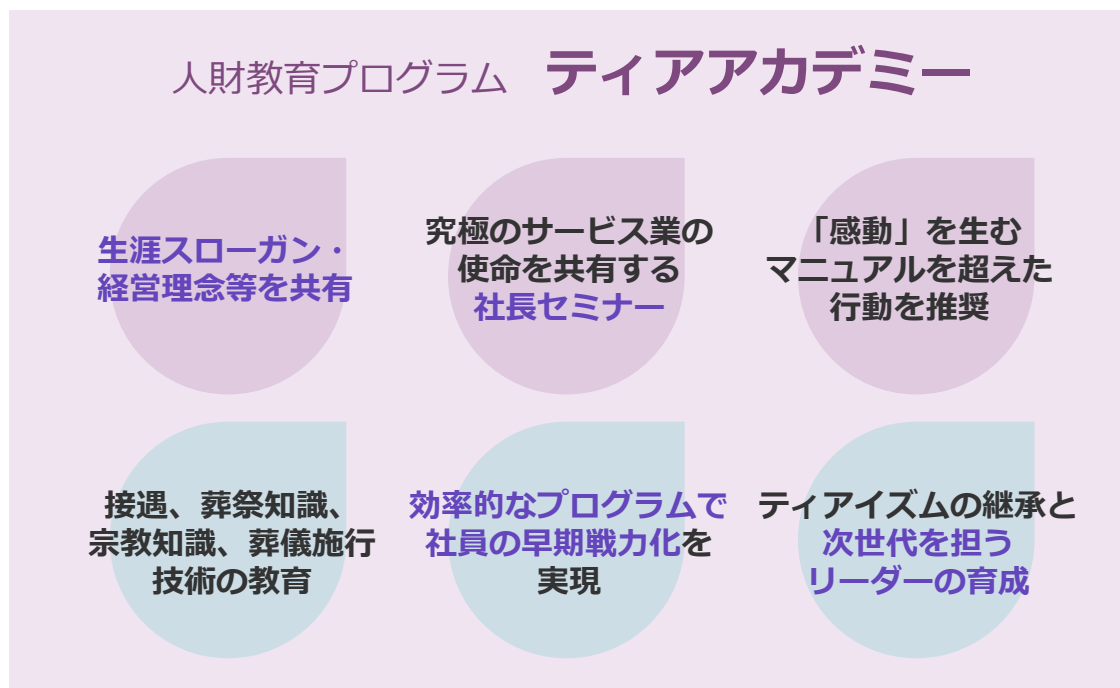 人財教育プログラム ティアアカデミー
生涯スローガン・
経営理念等を共有
究極のサービス業の
使命を共有する
社長セミナー
「感動」を生む
マニュアルを超えた
行動を推奨
接遇、葬祭知識、
宗教知識、葬儀施行
技術の教育
効率的なプログラムで
社員の早期戦力化を
実現
ティアイズムの継承と
次世代を担う
リーダーの育成